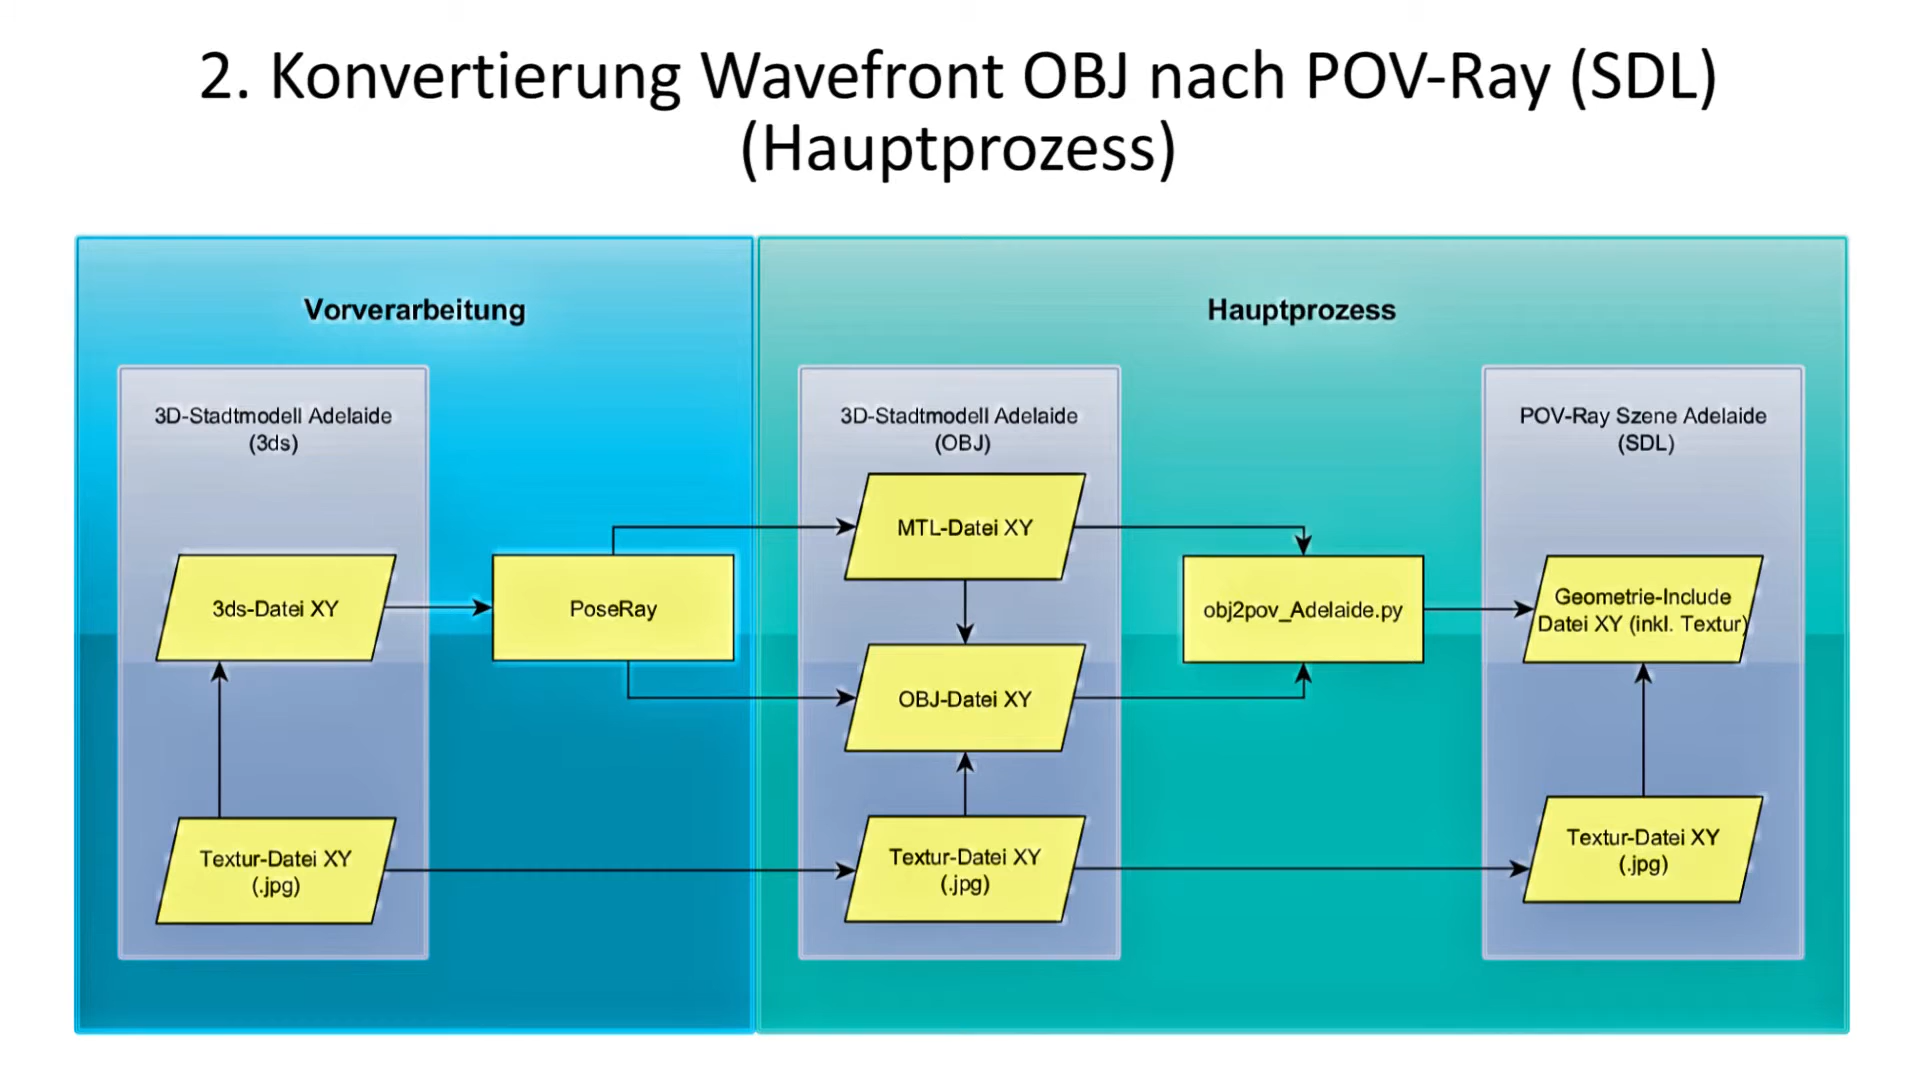 2. Konvertierung Wavefront OBJ nach POV-Ray (SDL)
(Hauptprozess)
Vorverarbeitung
3D-Stadtmodell Adelaide
(3ds)
3ds-Datei XY
Textur-Datei XY
(.jpg)
PoseRay
Hauptprozess
3D-Stadtmodell Adelaide
(OBJ)
MTL-Datei XY
OBJ-Datei XY
Textur-Datei XY
(.jpg)
obj2pov_Adelaide.py
POV-Ray Szene Adelaide
(SDL)
Geometrie-Include
Datei XY (inkl. Textur)
Textur-Datei XY
(.jpg)